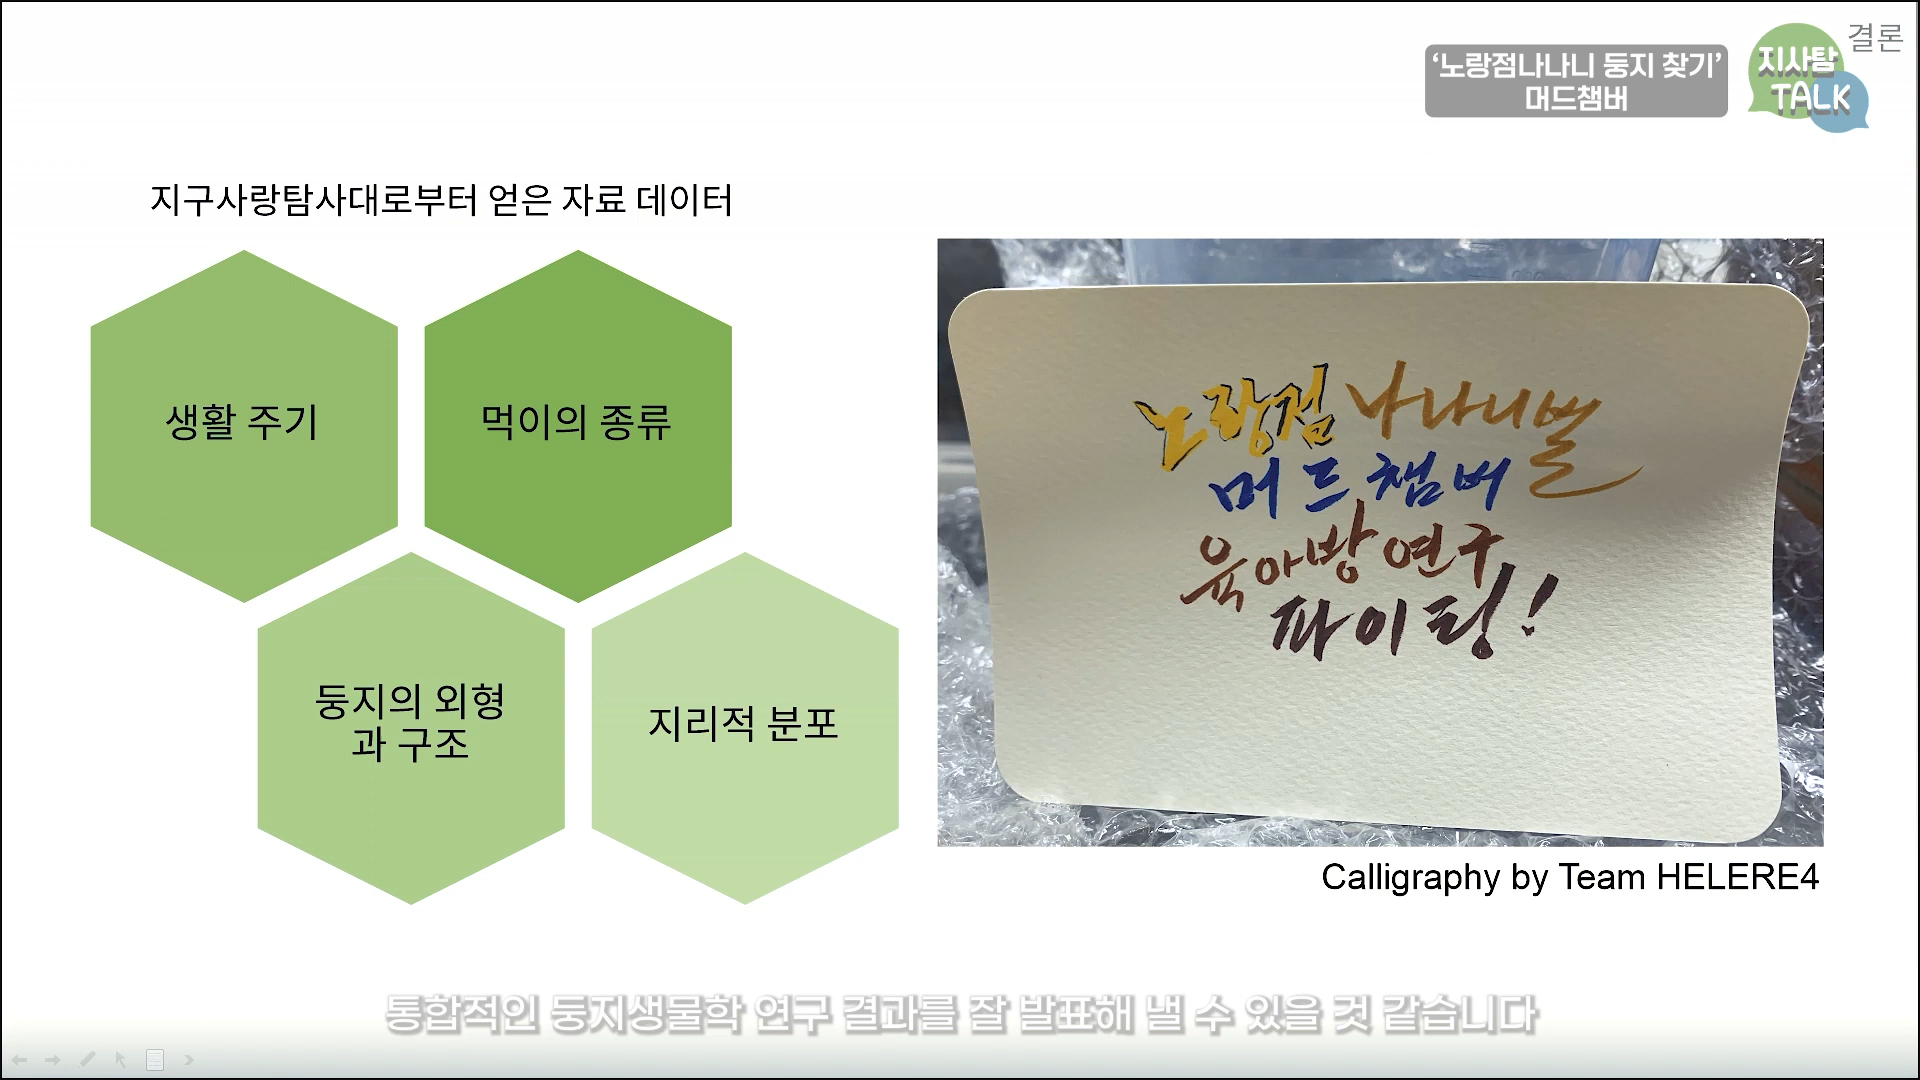 결론
‘노랑점나나니 둥지 찾기’
머드챔버
지사탐
TALK
지구사랑탐사대로부터 얻은 자료 데이터
생활 주기
먹이의 종류
둥지의 외형
과 구조
지리적 분포
노랑점 나나니벌
머드챔버
육아방 연구
파이팅!
Calligraphy by Team HELERE4
통합적인 둥지생물학 연구 결과를 잘 발표해 낼 수 있을 것 같습니다